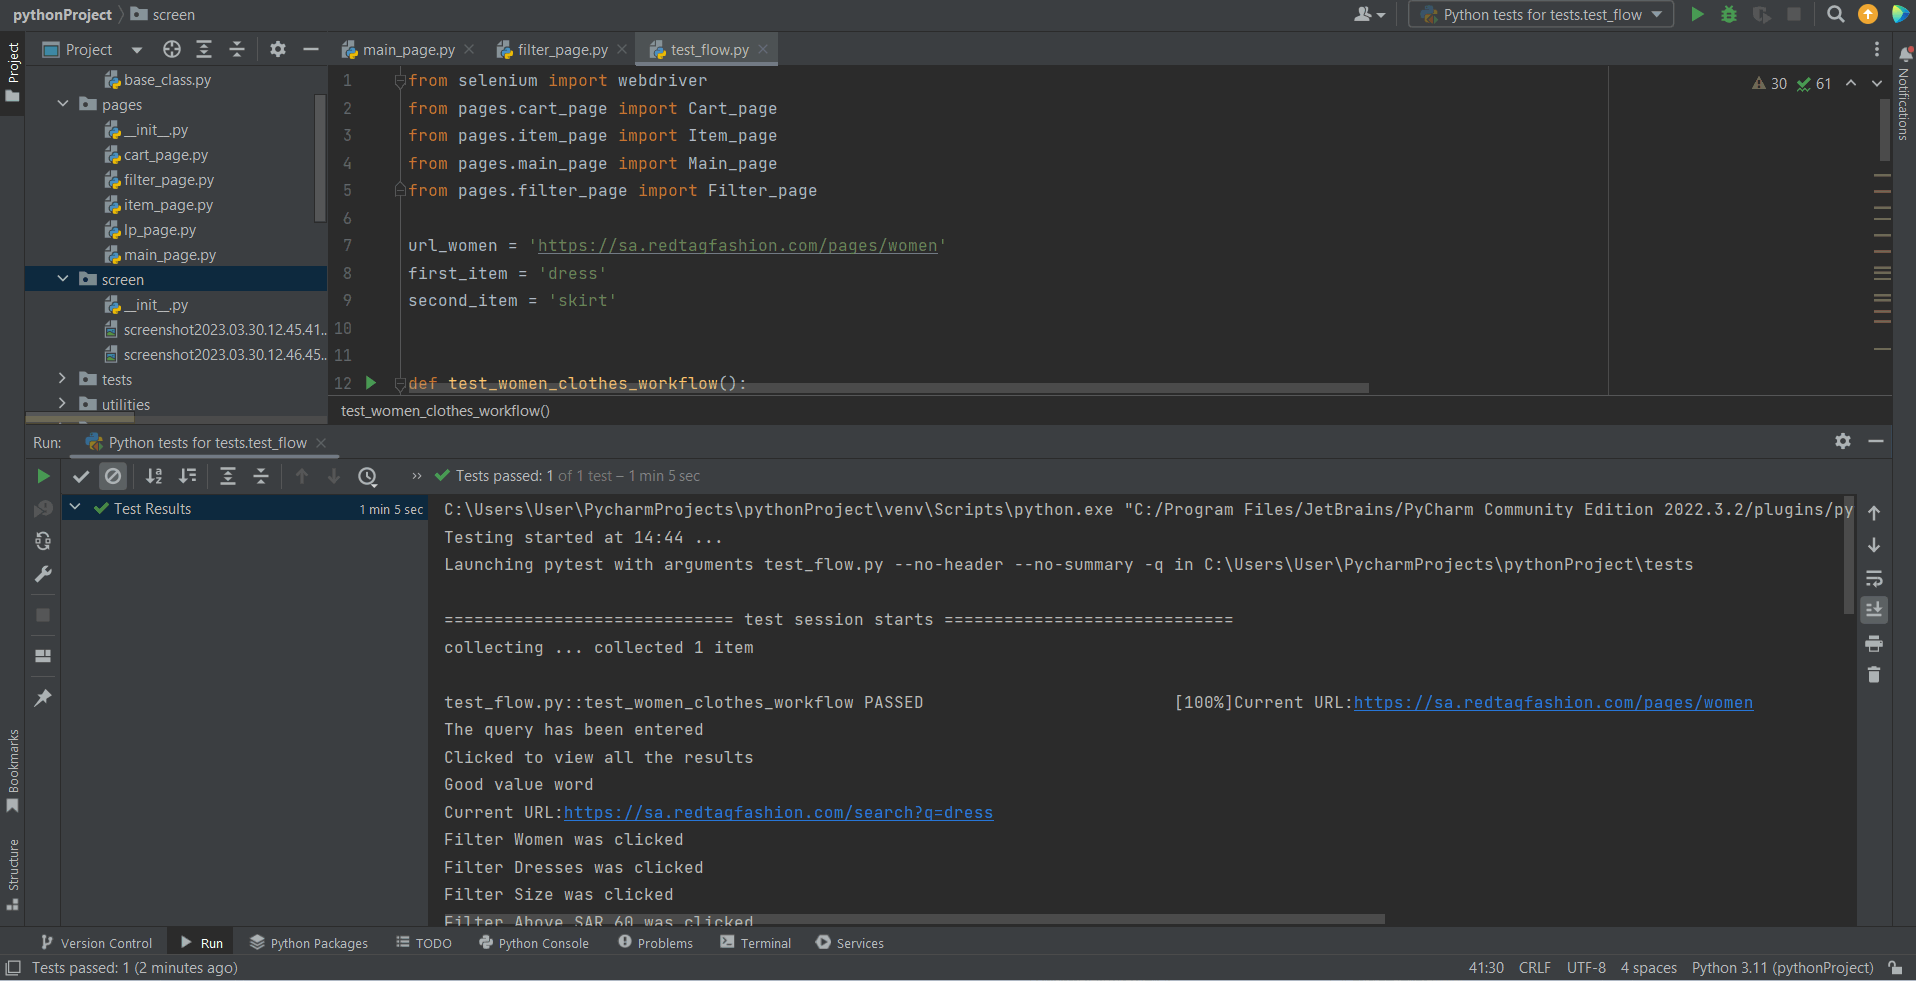 pythonProject screen
Python tests for tests.test_flow
Project
main_page.py
filter_page.py
test_flow.py
Project
Notifications
base_class.py
pages
__init__.py
cart_page.py
filter_page.py
item_page.py
lp_page.py
main_page.py
screen
__init__.py
screenshot2023.03.30.12.45.41..
screenshot2023.03.30.12.46.45..
tests
utilities
30 61
1 from selenium import webdriver
2 from pages.cart_page import Cart_page
3 from pages.item_page import Item_page
4 from pages.main_page import Main_page
5 from pages.filter_page import Filter_page
6
7 url_women = 'https://sa.redtagfashion.com/pages/women'
8 first_item = 'dress'
9 second_item = 'skirt'
10
11
12 def test_women_clothes_workflow():
test_women_clothes_workflow()
Run: Python tests for tests.test_flow
Tests passed: 1 of 1 test – 1 min 5 sec
Test Results 1 min 5 sec
C:\Users\User\PycharmProjects\pythonProject\venv\Scripts\python.exe "C:/Program Files/JetBrains/PyCharm Community Edition 2022.3.2/plugins/py
Testing started at 14:44 ...
Launching pytest with arguments test_flow.py --no-header --no-summary -q in C:\Users\User\PycharmProjects\pythonProject\tests
============================= test session starts =============================
collecting ... collected 1 item
test_flow.py::test_women_clothes_workflow PASSED [100%]Current URL:https://sa.redtagfashion.com/pages/women
The query has been entered
Clicked to view all the results
Good value word
Current URL:https://sa.redtagfashion.com/search?q=dress
Filter Women was clicked
Filter Dresses was clicked
Filter Size was clicked
Filter Above SAR 60 was clicked
Bookmarks
Structure
Version Control
Run
Python Packages
TODO
Python Console
Problems
Terminal
Services
Tests passed: 1 (2 minutes ago)
41:30 CRLF UTF-8 4 spaces Python 3.11 (pythonProject)